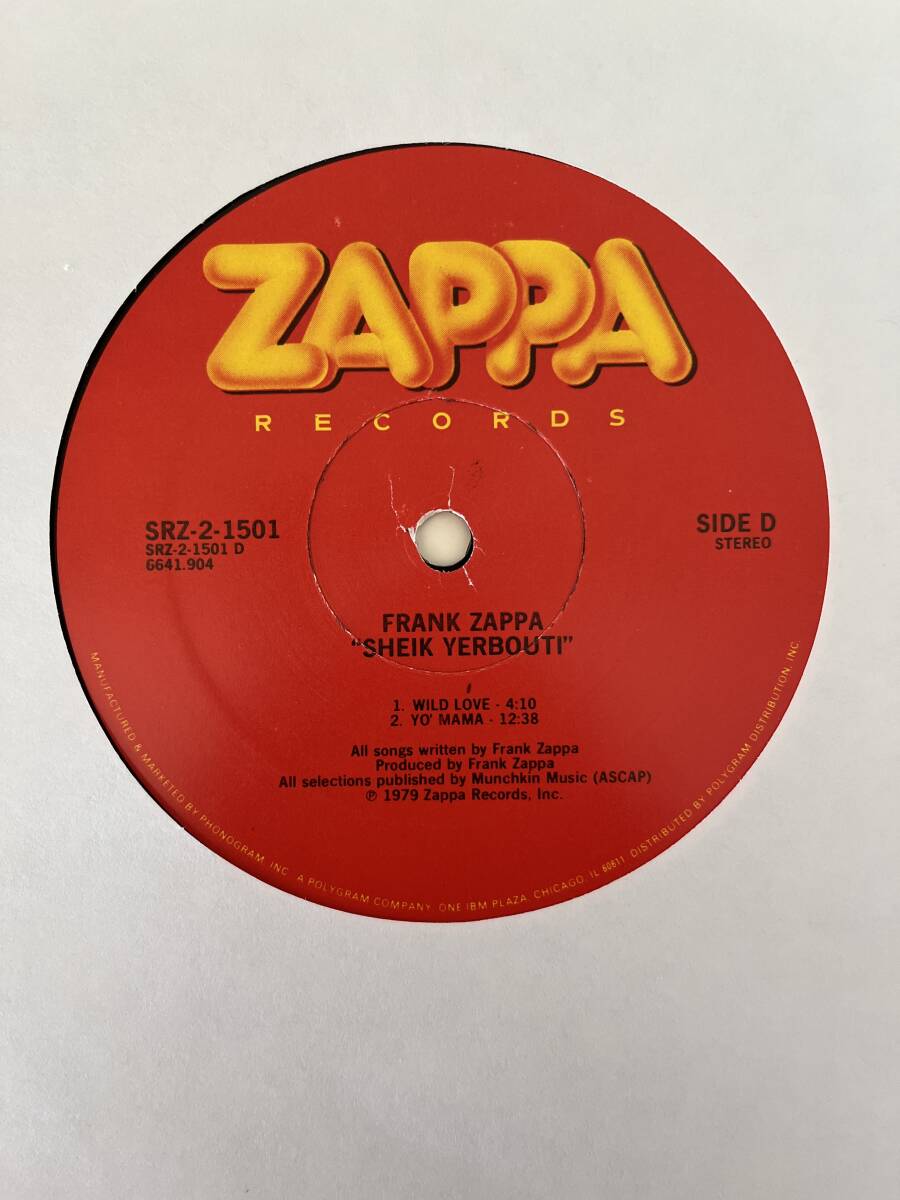 ZAPPA
RECORDS
SRZ-2-1501
SRZ-2-1501 D
6641.904
SIDE D
STEREO
FRANK ZAPPA
"SHEIK YERBOUTI"
1. WILD LOVE - 4:10
2. YO' MAMA - 12:38
All songs written by Frank Zappa
Produced by Frank Zappa
All selections published by Munchkin Music (ASCAP)
℗ 1979 Zappa Records, Inc.
MANUFACTURED & MARKETED BY PHONOGRAM, INC. A POLYGRAM COMPANY, ONE IBM PLAZA, CHICAGO, IL 60611 DISTRIBUTED BY POLYGRAM DISTRIBUTION, INC.